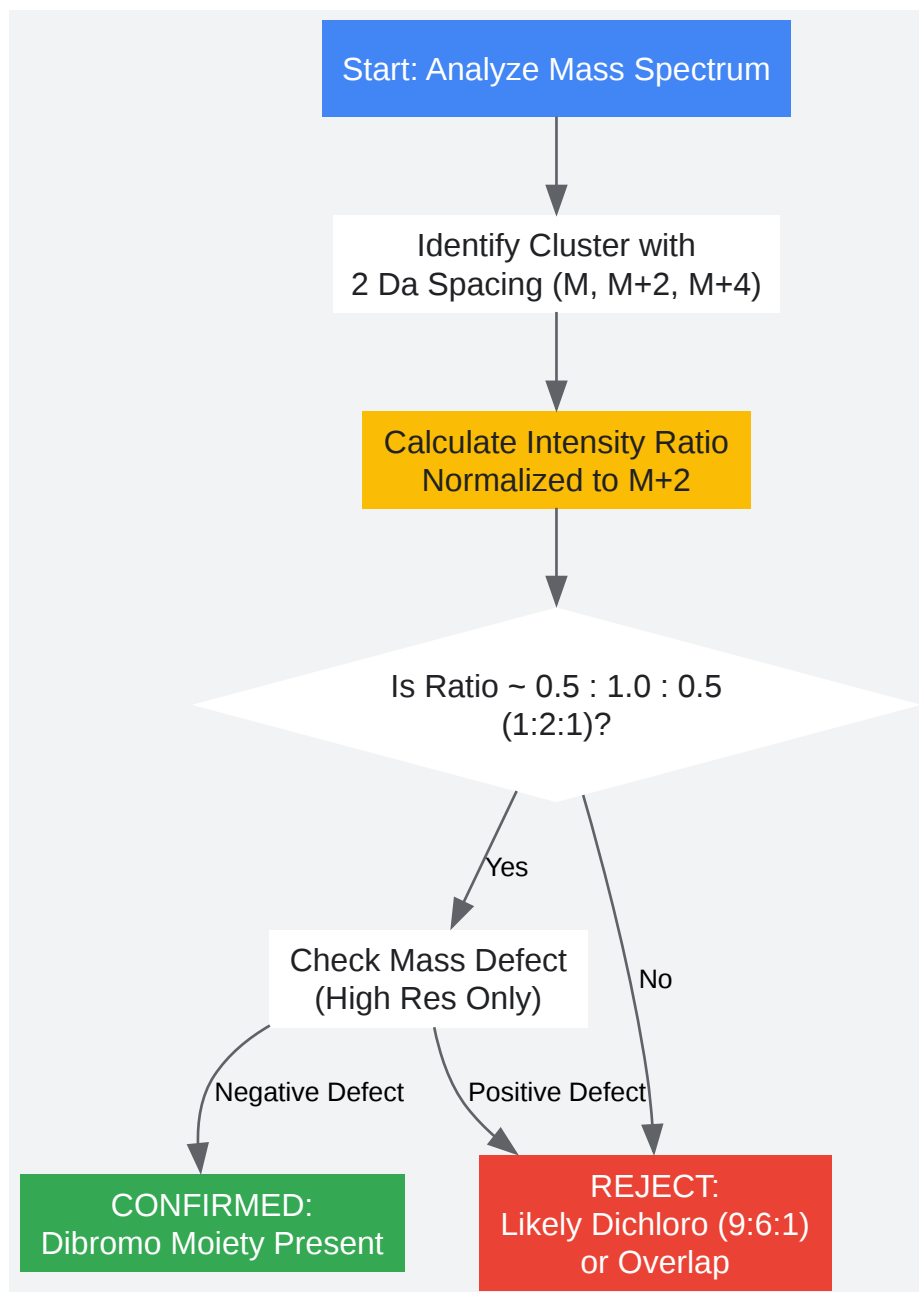 Start: Analyze Mass Spectrum
Identify Cluster with
2 Da Spacing (M, M+2, M+4)
Calculate Intensity Ratio
Normalized to M+2
Is Ratio ~ 0.5 : 1.0 : 0.5
(1:2:1)?
Yes
Check Mass Defect
(High Res Only)
No
Negative Defect
Positive Defect
CONFIRMED:
Dibromo Moiety Present
REJECT:
Likely Dichloro (9:6:1)
or Overlap